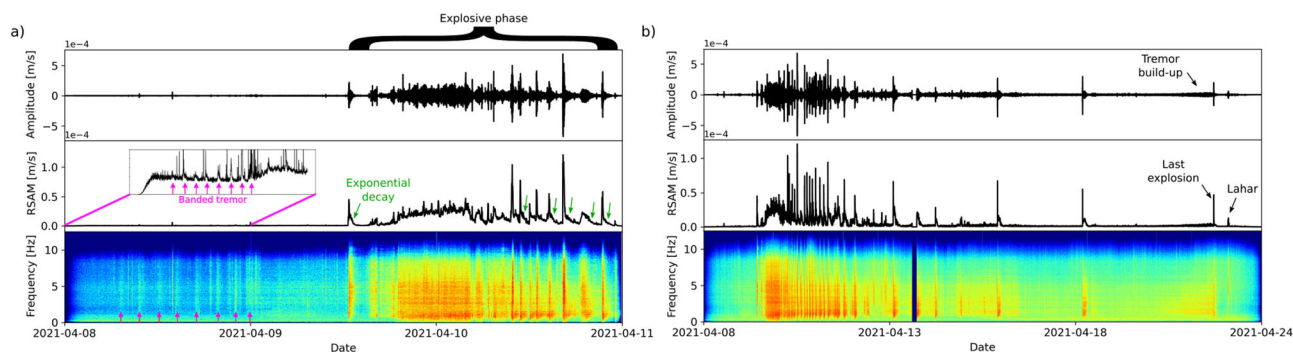 Explosive phase
a)
1e−4
Amplitude [m/s]
5
0
−5
1e−4
RSAM [m/s]
1.0
0.5
0.0
Banded tremor
Exponential
decay
Frequency [Hz]
10
5
0
2021-04-08
2021-04-09
2021-04-10
2021-04-11
Date
b)
1e−4
Amplitude [m/s]
5
0
−5
Tremor
build-up
1e−4
RSAM [m/s]
1.0
0.5
0.0
Last
explosion
Lahar
Frequency [Hz]
10
5
0
2021-04-08
2021-04-13
2021-04-18
2021-04-24
Date